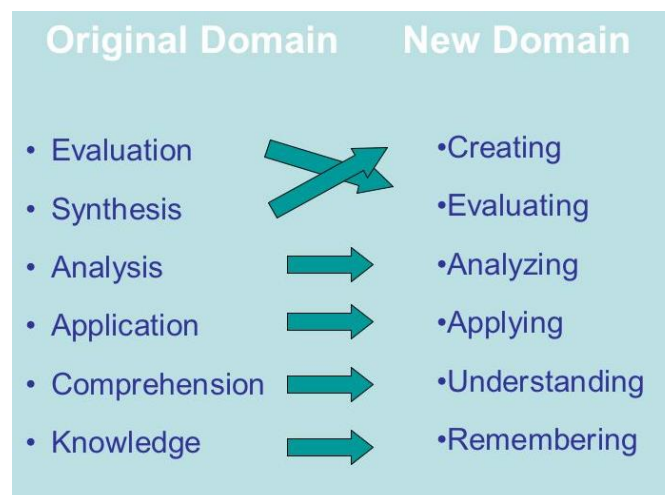 Original Domain
New Domain
• Evaluation
• Synthesis
• Analysis
• Application
• Comprehension
• Knowledge
•Creating
•Evaluating
•Analyzing
•Applying
•Understanding
•Remembering